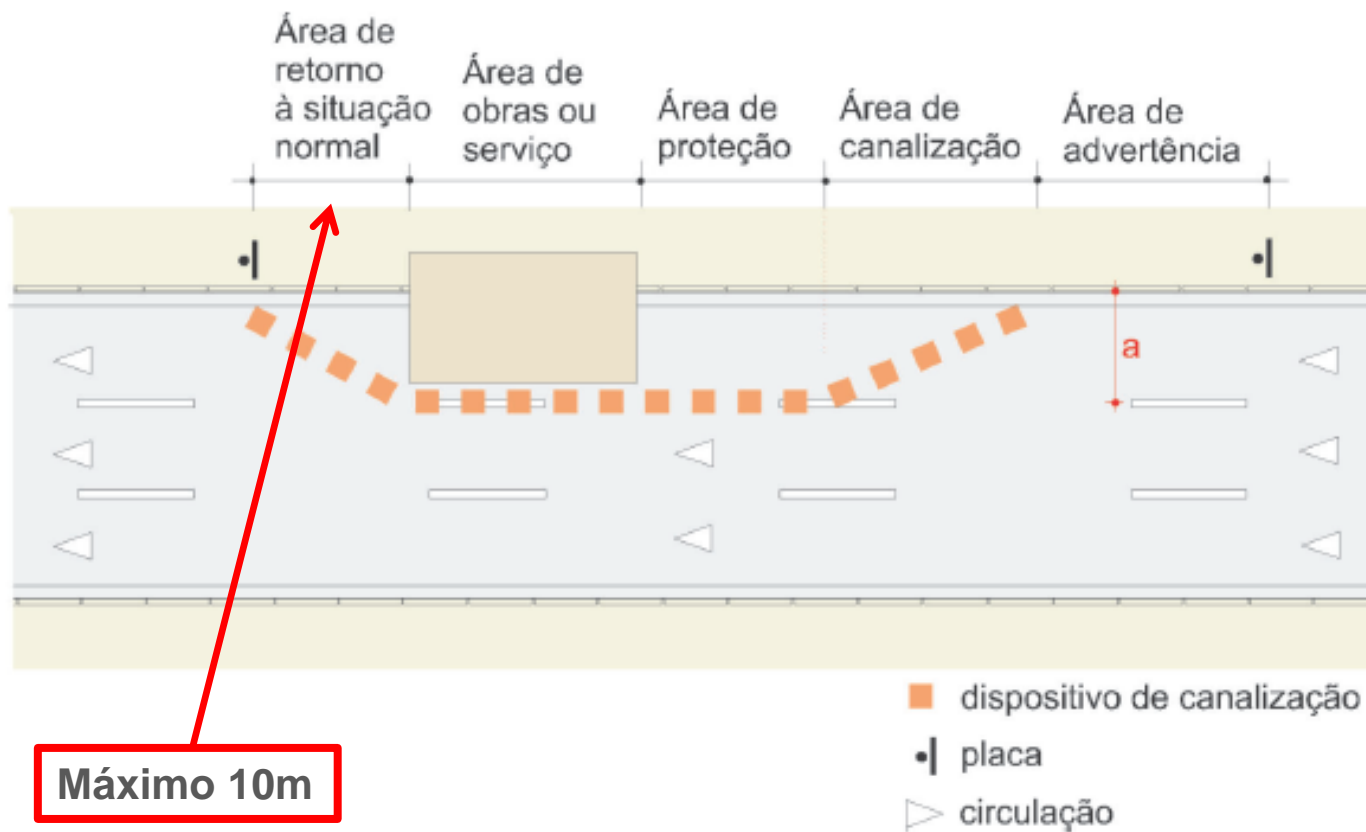 Área de
retorno
à situação
normal
Área de
obras ou
serviço
Área de
proteção
Área de
canalização
Área de
advertência
a
dispositivo de canalização
placa
circulação
Máximo 10m